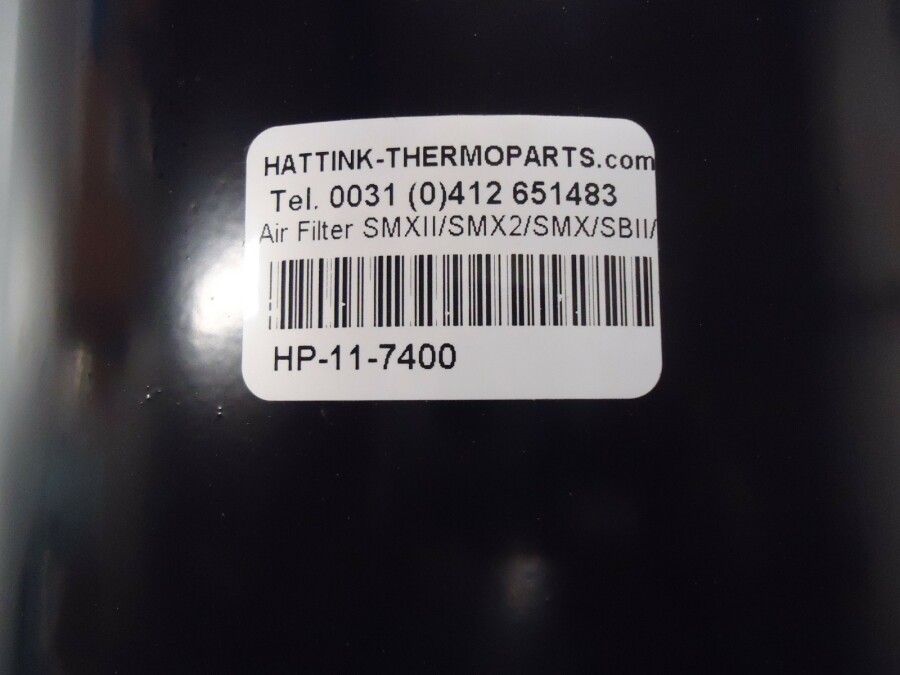 HATTINK-THERMOPARTS.com
Tel. 0031 (0)412 651483
Air Filter SMXII/SMX2/SMX/SBII/
HP-11-7400